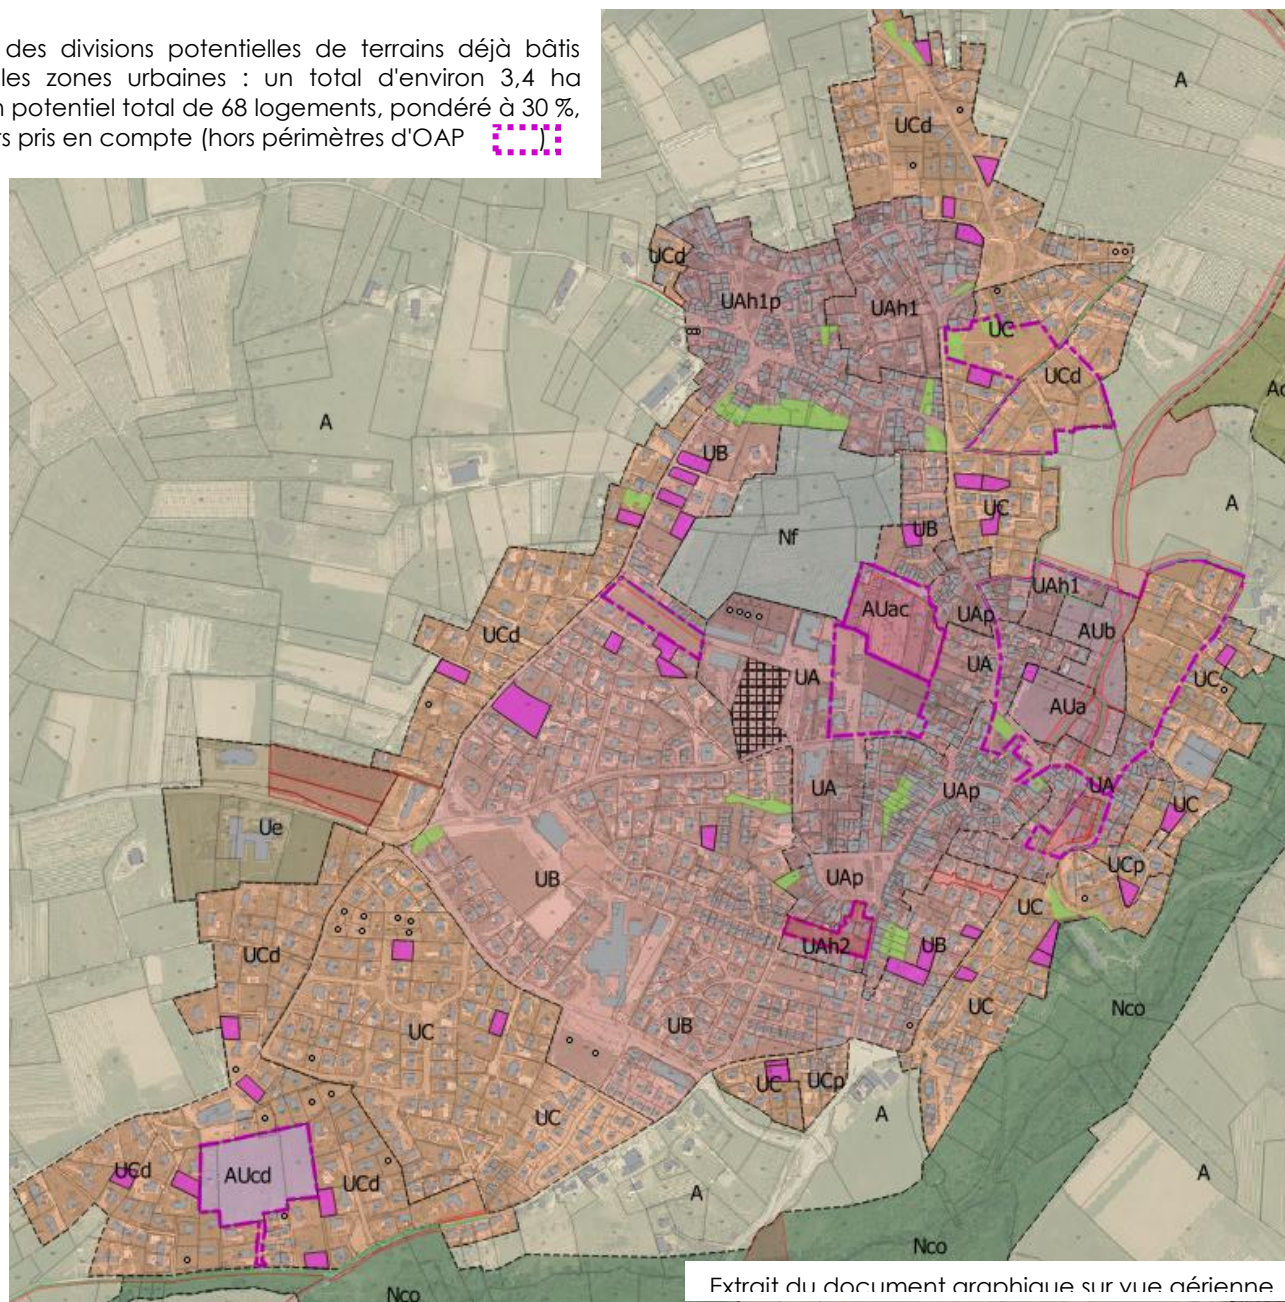 des divisions potentielles de terrains déjà bâtis
les zones urbaines : un total d'environ 3,4 ha
potentiel total de 68 logements, pondéré à 30 %,
pris en compte (hors périmètres d'OAP )
A
UCd
UCd
UAh1p
UAh1
UC
UCd
A
UB
A
UC
Nf
UB
UAh1
AUac
UAp
AUb
UCd
UA
UA
UC
AUa
UA
UAp
UA
UC
Ue
UB
UAp
UCp
UC
UAh2
UB
UCd
UC
Nco
UC
UB
UC
UCp
UC
A
UCd
AUcd
UCd
A
A
Nco
Nco
Extrait du document graphique sur vue aérienne